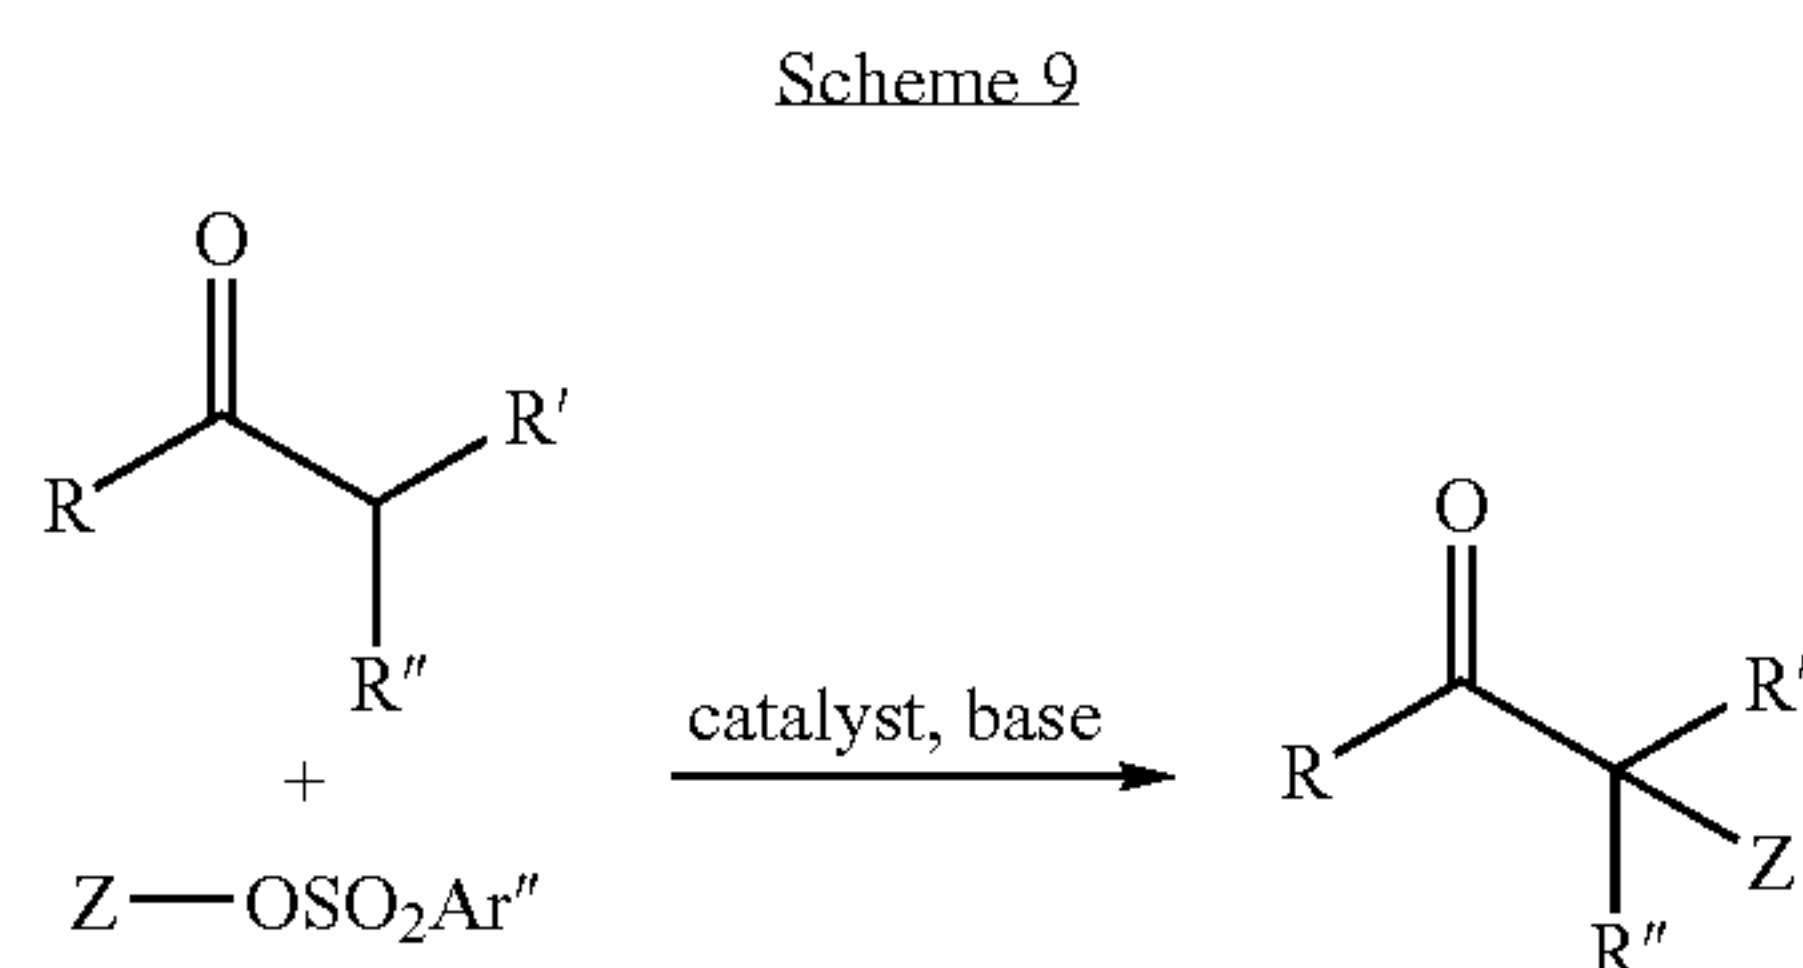 Scheme 9
O
R'
R
R″
+
Z—OSO₂Ar″
catalyst, base
O
R'
R
Z
R″